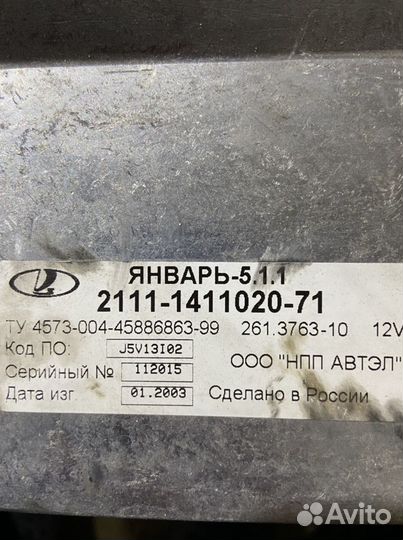 ЯНВАРЬ-5.1.1
2111-1411020-71
ТУ 4573-004-45886863-99 261.3763-10 12V
Код ПО: J5V13I02 ООО "НПП АВТЭЛ"
Серийный № 112015
Дата изг. 01.2003 Сделано в России
Avito